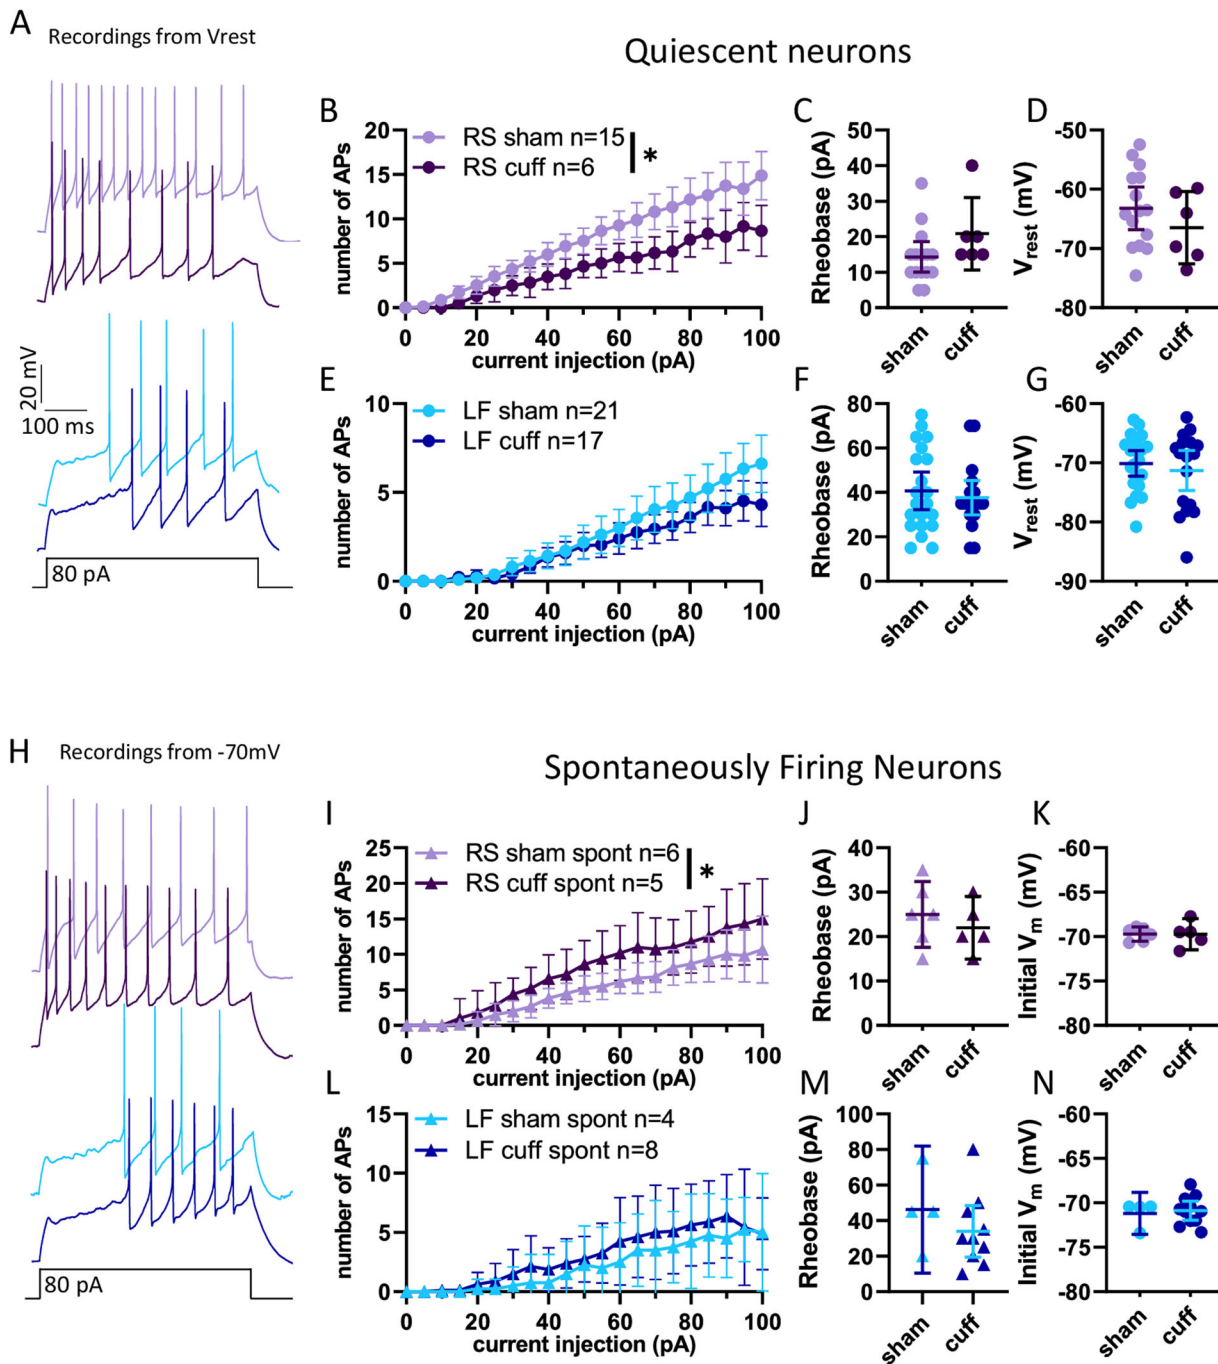 A
Recordings from Vrest
Quiescent neurons
20 mV
100 ms
80 pA
B
number of APs
20
15
10
5
0
RS sham n=15
RS cuff n=6
*
0 20 40 60 80 100
current injection (pA)
C
Rheobase (pA)
50
40
30
20
10
0
sham cuff
D
Vrest (mV)
-50
-60
-70
-80
sham cuff
E
number of APs
10
5
0
LF sham n=21
LF cuff n=17
0 20 40 60 80 100
current injection (pA)
F
Rheobase (pA)
80
60
40
20
0
sham cuff
G
Vrest (mV)
-60
-70
-80
-90
sham cuff
H
Recordings from -70mV
Spontaneously Firing Neurons
80 pA
I
number of APs
25
20
15
10
5
0
RS sham spont n=6
RS cuff spont n=5
*
0 20 40 60 80 100
current injection (pA)
J
Rheobase (pA)
40
30
20
10
0
sham cuff
K
Initial Vm (mV)
-60
-65
-70
-75
-80
sham cuff
L
number of APs
15
10
5
0
LF sham spont n=4
LF cuff spont n=8
0 20 40 60 80 100
current injection (pA)
M
Rheobase (pA)
100
80
60
40
20
0
sham cuff
N
Initial Vm (mV)
-60
-65
-70
-75
-80
sham cuff